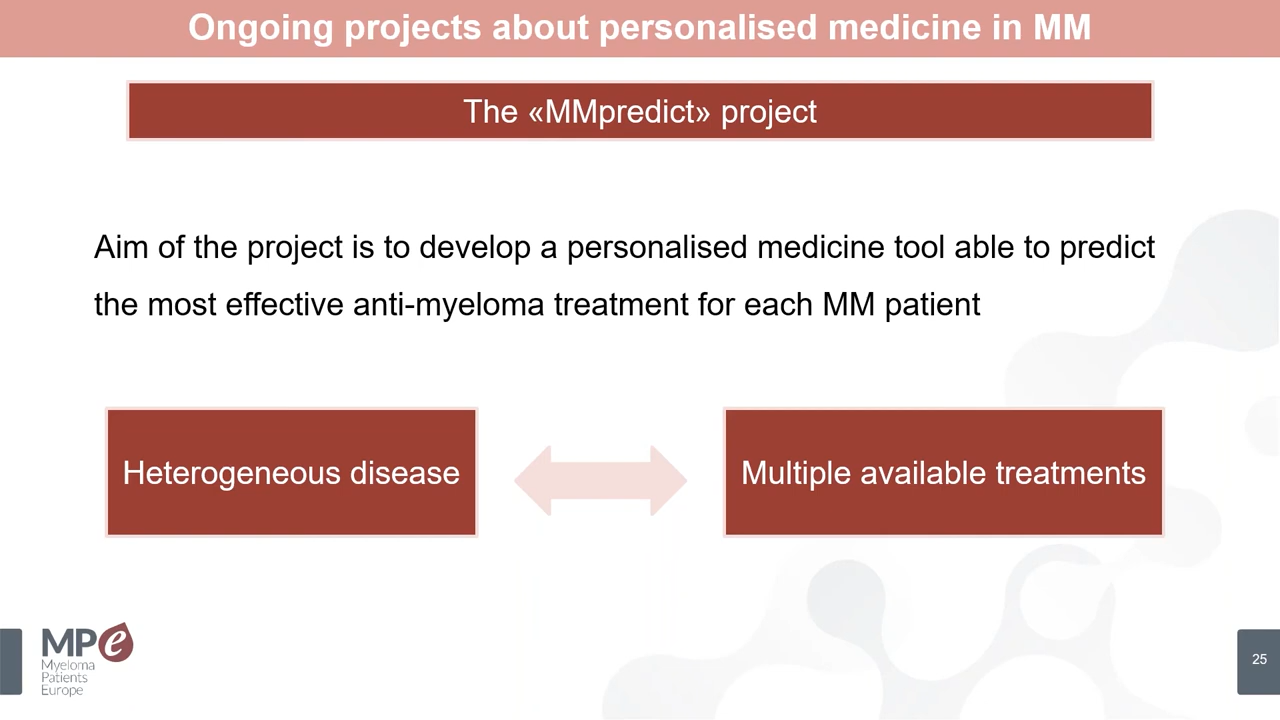 Ongoing projects about personalised medicine in MM
The «MMpredict» project
Aim of the project is to develop a personalised medicine tool able to predict
the most effective anti-myeloma treatment for each MM patient
Heterogeneous disease
Multiple available treatments
MPe
Myeloma
Patients
Europe
25